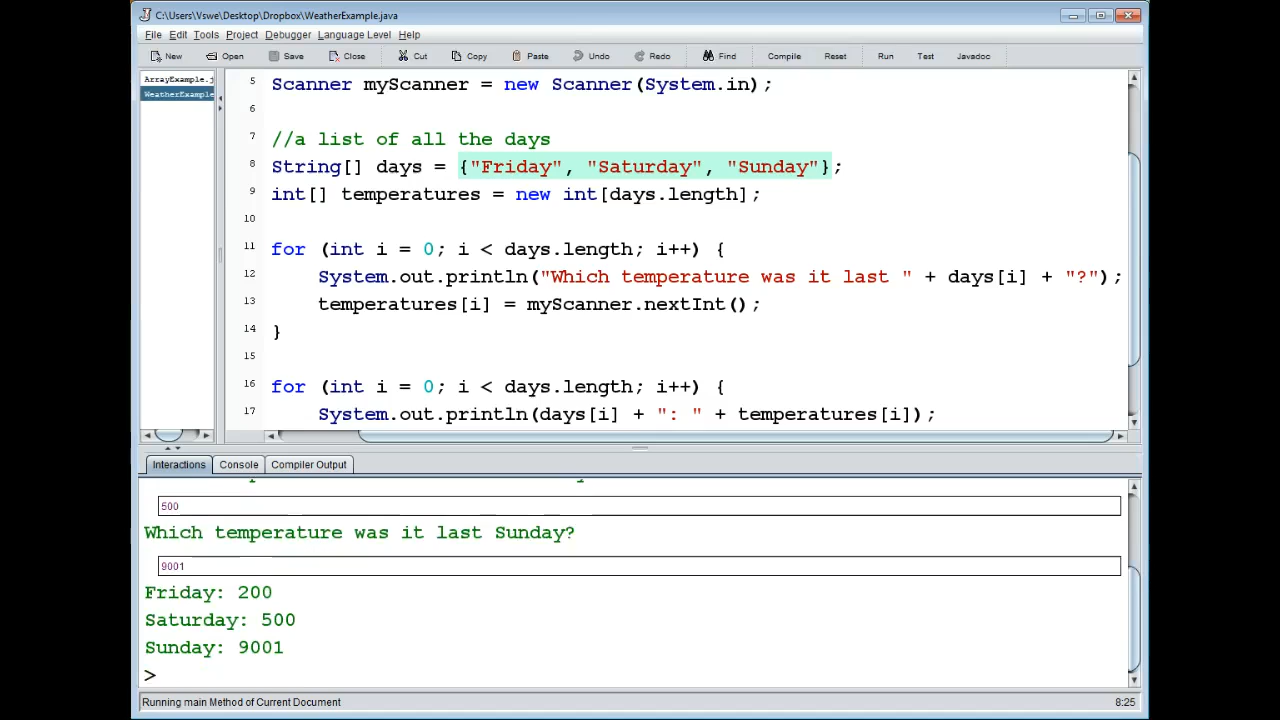 C:\Users\Vswe\Desktop\Dropbox\WeatherExample.java
File Edit Tools Project Debugger Language Level Help
New Open Save Close Cut Copy Paste Undo Redo Find Compile Reset Run Test Javadoc
ArrayExample.j
WeatherExample
5 Scanner myScanner = new Scanner(System.in);
6
7 //a list of all the days
8 String[] days = {"Friday", "Saturday", "Sunday"};
9 int[] temperatures = new int[days.length];
10
11 for (int i = 0; i < days.length; i++) {
12 System.out.println("Which temperature was it last " + days[i] + "?");
13 temperatures[i] = myScanner.nextInt();
14 }
15
16 for (int i = 0; i < days.length; i++) {
17 System.out.println(days[i] + ": " + temperatures[i]);
Interactions Console Compiler Output
500
Which temperature was it last Sunday?
9001
Friday: 200
Saturday: 500
Sunday: 9001
>
Running main Method of Current Document 8:25